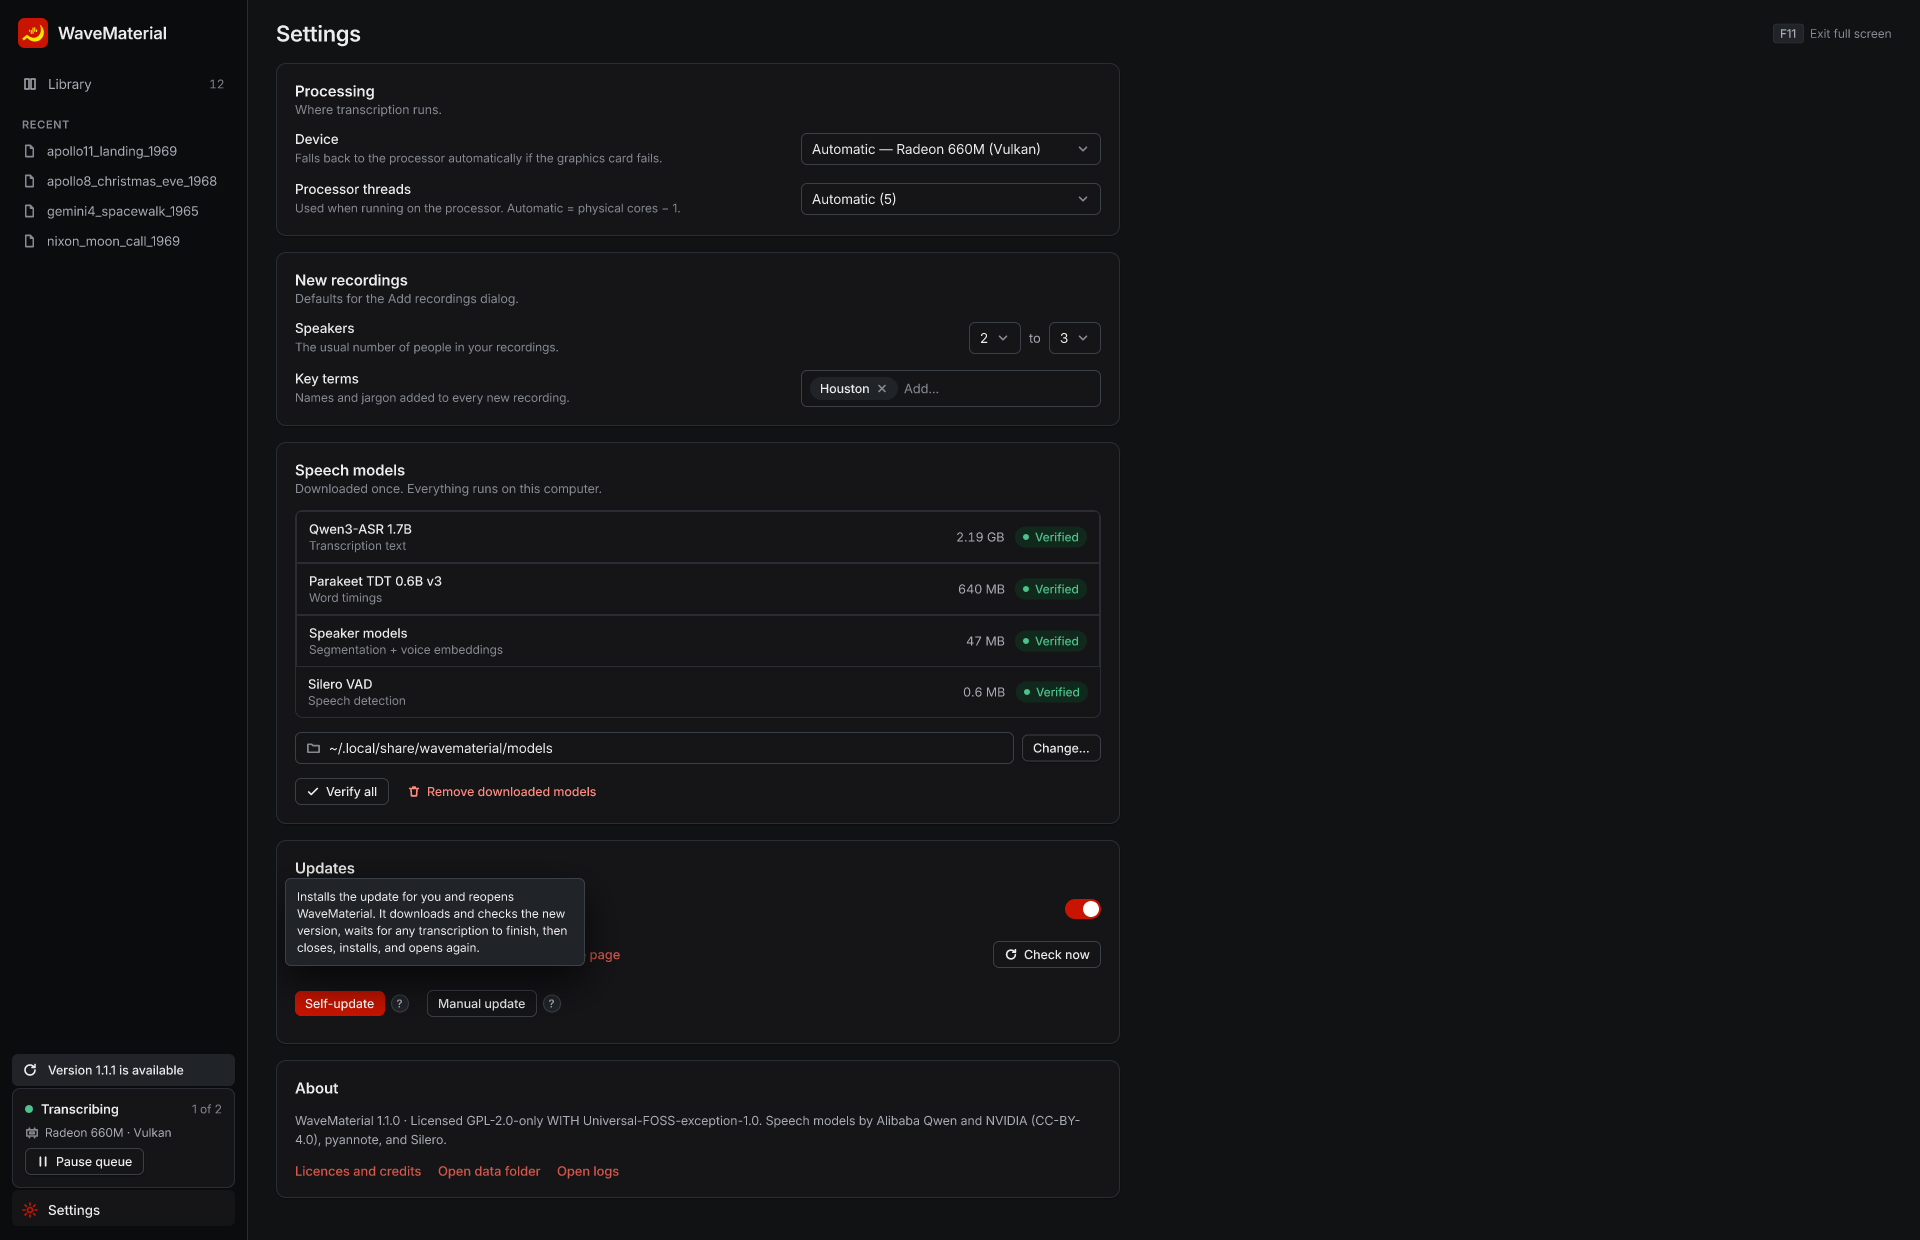 WaveMaterial
Library 12
RECENT
apollo11_landing_1969
apollo8_christmas_eve_1968
gemini4_spacewalk_1965
nixon_moon_call_1969
Version 1.1.1 is available
Transcribing 1 of 2
Radeon 660M · Vulkan
Pause queue
Settings
Settings
F11 Exit full screen
Processing
Where transcription runs.
Device
Falls back to the processor automatically if the graphics card fails.
Automatic — Radeon 660M (Vulkan)
Processor threads
Used when running on the processor. Automatic = physical cores − 1.
Automatic (5)
New recordings
Defaults for the Add recordings dialog.
Speakers
The usual number of people in your recordings.
2 to 3
Key terms
Names and jargon added to every new recording.
Houston Add...
Speech models
Downloaded once. Everything runs on this computer.
Qwen3-ASR 1.7B
Transcription text
2.19 GB Verified
Parakeet TDT 0.6B v3
Word timings
640 MB Verified
Speaker models
Segmentation + voice embeddings
47 MB Verified
Silero VAD
Speech detection
0.6 MB Verified
~/.local/share/wavematerial/models
Change...
Verify all Remove downloaded models
Updates
Installs the update for you and reopens
WaveMaterial. It downloads and checks the new
version, waits for any transcription to finish, then
closes, installs, and opens again.
page
Check now
Self-update ? Manual update ?
About
WaveMaterial 1.1.0 · Licensed GPL-2.0-only WITH Universal-FOSS-exception-1.0. Speech models by Alibaba Qwen and NVIDIA (CC-BY-
4.0), pyannote, and Silero.
Licences and credits Open data folder Open logs